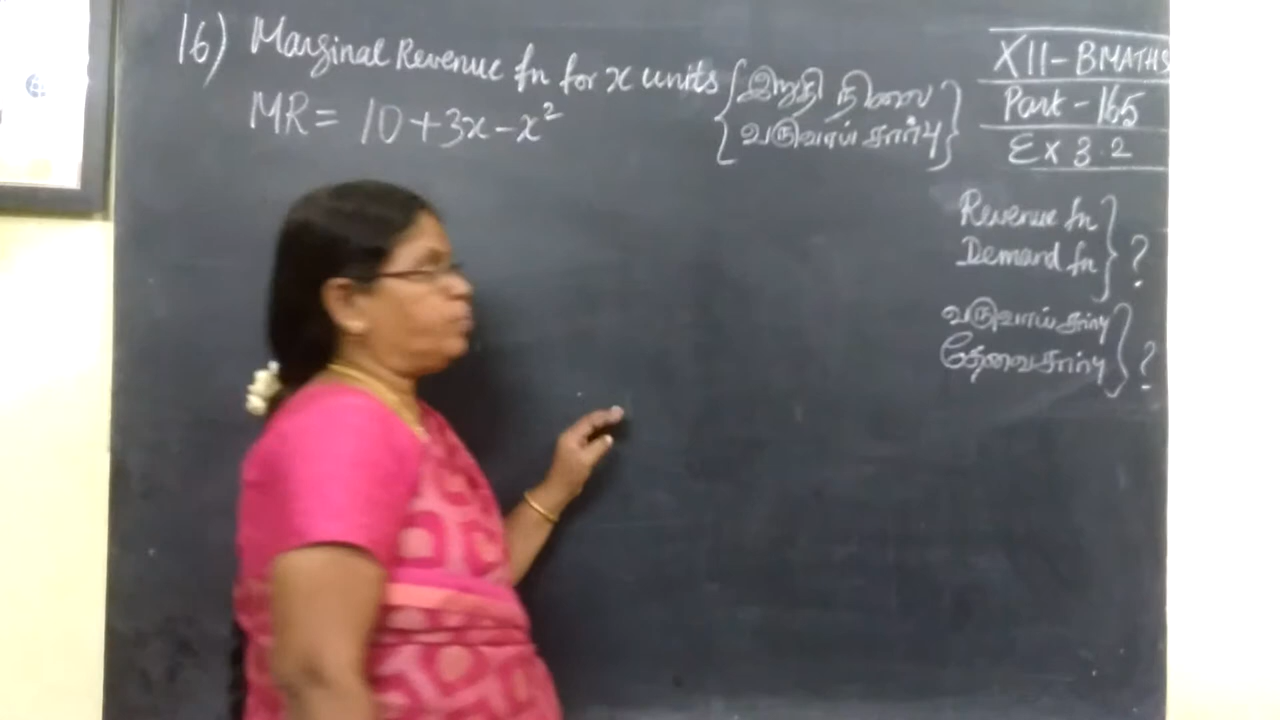 16) Marginal Revenue fn for x units { இறுதி நிலை
வருவாய் சார்பு }
MR = 10 + 3x - x²
XII - BMATHS
Part - 165
Ex 3.2
Revenue fn
Demand fn } ?
வருவாய் சார்பு
தேவை சார்பு } ?